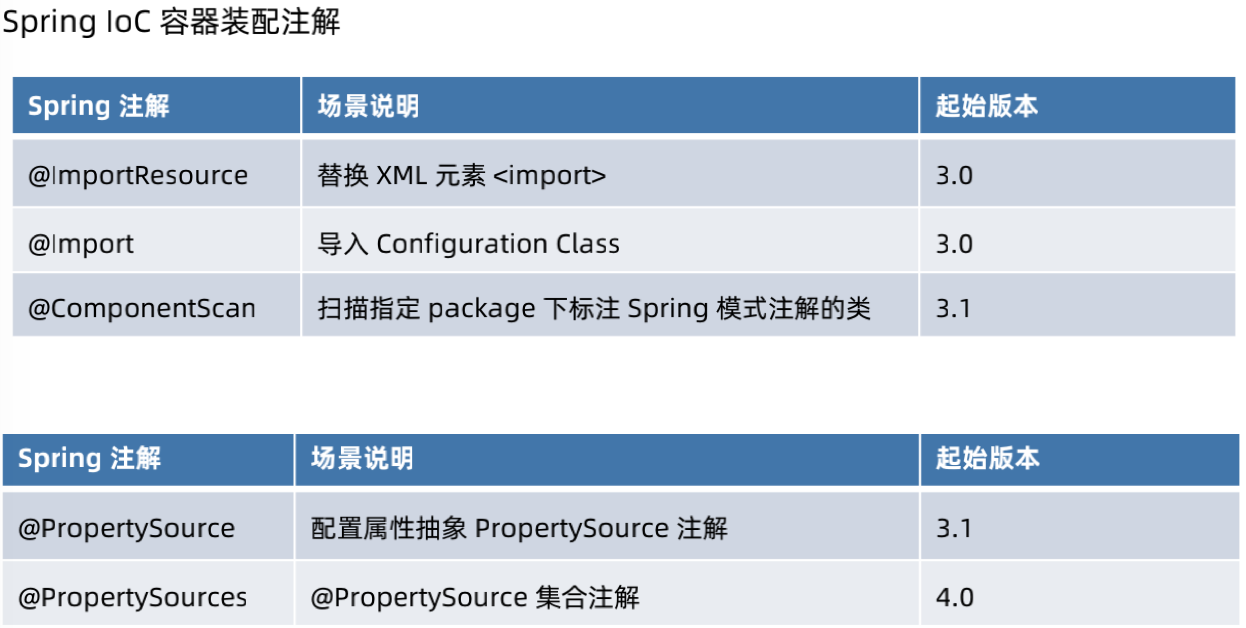 Spring IoC 容器装配注解
Spring 注解 场景说明 起始版本
@ImportResource 替换 XML 元素 <import> 3.0
@Import 导入 Configuration Class 3.0
@ComponentScan 扫描指定 package 下标注 Spring 模式注解的类 3.1
Spring 注解 场景说明 起始版本
@PropertySource 配置属性抽象 PropertySource 注解 3.1
@PropertySources @PropertySource 集合注解 4.0